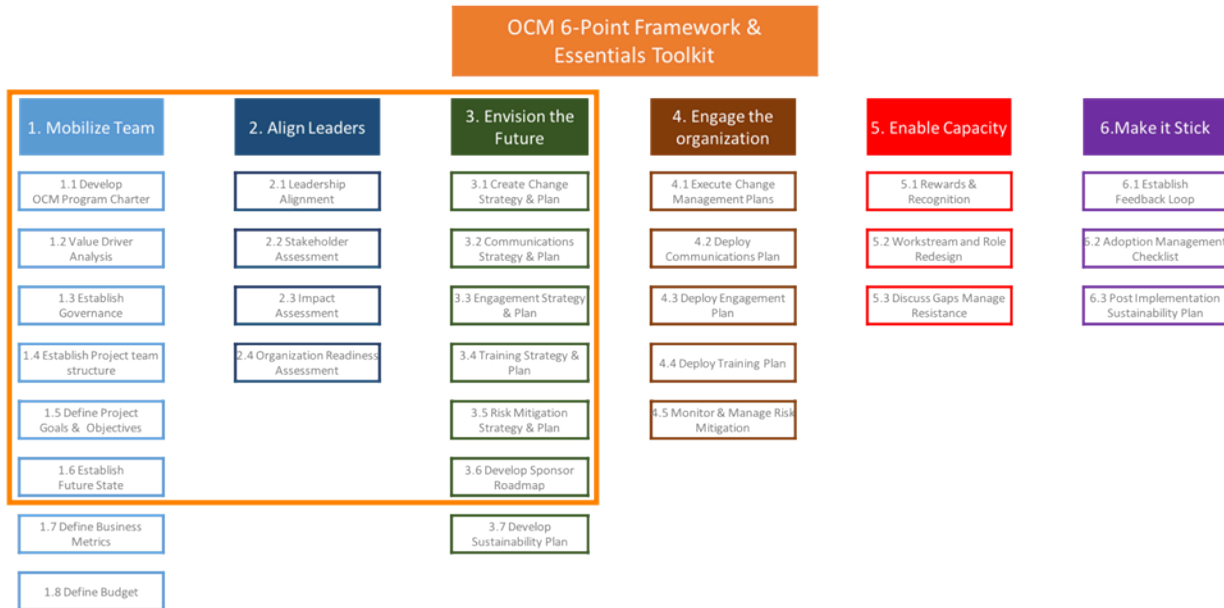 OCM 6-Point Framework &
Essentials Toolkit
1. Mobilize Team
1.1 Develop
OCM Program Charter
1.2 Value Driver
Analysis
1.3 Establish
Governance
1.4 Establish Project team
structure
1.5 Define Project
Goals & Objectives
1.6 Establish
Future State
1.7 Define Business
Metrics
1.8 Define Budget
2. Align Leaders
2.1 Leadership
Alignment
2.2 Stakeholder
Assessment
2.3 Impact
Assessment
2.4 Organization Readiness
Assessment
3. Envision the
Future
3.1 Create Change
Strategy & Plan
3.2 Communications
Strategy & Plan
3.3 Engagement Strategy
& Plan
3.4 Training Strategy &
Plan
3.5 Risk Mitigation
Strategy & Plan
3.6 Develop Sponsor
Roadmap
3.7 Develop
Sustainability Plan
4. Engage the
organization
4.1 Execute Change
Management Plans
4.2 Deploy
Communications Plan
4.3 Deploy Engagement
Plan
4.4 Deploy Training Plan
4.5 Monitor & Manage Risk
Mitigation
5. Enable Capacity
5.1 Rewards &
Recognition
5.2 Workstream and Role
Redesign
5.3 Discuss Gaps Manage
Resistance
6.Make it Stick
6.1 Establish
Feedback Loop
6.2 Adoption Management
Checklist
6.3 Post Implementation
Sustainability Plan